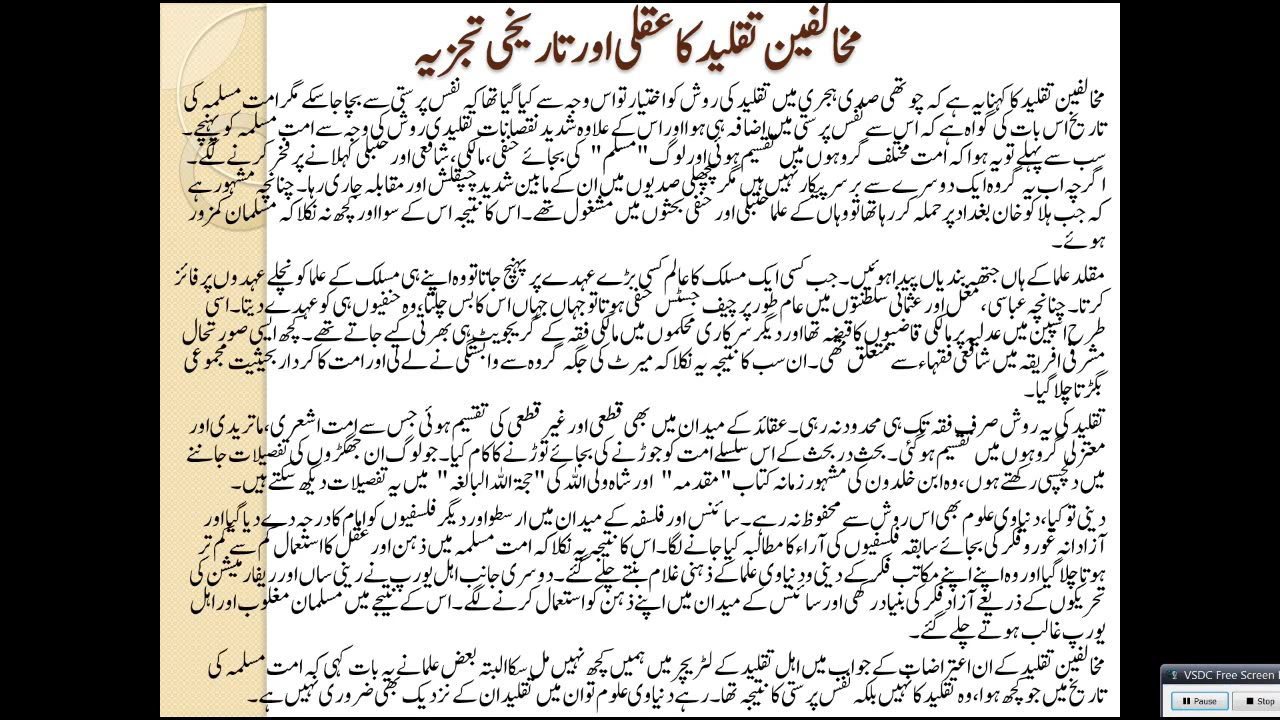 مخالفین تقلید کا عقلی اور تاریخی تجزیہ
مخالفین تقلید کا کہنا یہ ہے کہ چوتھی صدی ہجری میں تقلید کی روش کو اختیار تو اس وجہ سے کیا گیا تھا کہ نفس پرستی سے بچا جا سکے مگر امت مسلمہ کی
تاریخ اس بات کی گواہ ہے کہ اس سے نفس پرستی میں اضافہ ہی ہوا اور اس کے علاوہ شدید نقصانات تقلیدی روش کی وجہ سے امت مسلمہ کو پہنچے۔
سب سے پہلے تو یہ ہوا کہ امت مختلف گروہوں میں تقسیم ہوئی اور لوگ "مسلم" کی بجائے حنفی، مالکی، شافعی اور حنبلی کہلانے پر فخر کرنے لگے۔
اگرچہ اب یہ گروہ ایک دوسرے سے برسر پیکار نہیں ہیں مگر پچھلی صدیوں میں ان کے مابین شدید چپقلش اور مقابلہ جاری رہا۔ چنانچہ مشہور ہے
کہ جب ہلاکو خان بغداد پر حملہ کر رہا تھا تو وہاں کے علما حنبلی اور حنفی بحثوں میں مشغول تھے۔ اس کا نتیجہ اس کے سوا اور کچھ نہ نکلا کہ مسلمان کمزور
ہوئے۔
مقلد علما کے ہاں جتھہ بندیاں پیدا ہوئیں۔ جب کسی ایک مسلک کا عالم کسی بڑے عہدے پر پہنچ جاتا تو وہ اپنے ہی مسلک کے علما کو نچلے عہدوں پر فائز
کرتا۔ چنانچہ عباسی، مغل اور عثمانی سلطنتوں میں عام طور پر چیف جسٹس حنفی ہوتا تو جہاں جہاں اس کا بس چلتا، وہ حنفیوں ہی کو عہدے دیتا۔ اسی
طرح اسپین میں عدلیہ پر مالکی قاضیوں کا قبضہ تھا اور دیگر سرکاری محکموں میں مالکی فقہ کے گریجویٹ ہی بھرتی کیے جاتے تھے۔ کچھ ایسی صورتحال
مشرقی افریقہ میں شافعی فقہاء سے متعلق تھی۔ ان سب کا نتیجہ یہ نکلا کہ میرٹ کی جگہ گروہ سے وابستگی نے لے لی اور امت کا کردار بحیثیت مجموعی
بگڑتا چلا گیا۔
تقلید کی یہ روش صرف فقہ تک ہی محدود نہ رہی۔ عقائد کے میدان میں بھی قطعی اور غیر قطعی کی تقسیم ہوئی جس سے امت اشعری، ماتریدی اور
معتزلی گروہوں میں تقسیم ہو گئی۔ بحث در بحث کے اس سلسلے امت کو جوڑنے کی بجائے توڑنے کا کام کیا۔ جو لوگ ان جھگڑوں کی تفصیلات جاننے
میں دلچسپی رکھتے ہوں، وہ ابن خلدون کی مشہور زمانہ کتاب "مقدمہ" اور شاہ ولی اللہ کی "حجۃ اللہ البالغہ" میں یہ تفصیلات دیکھ سکتے ہیں۔
دینی تو کیا، دنیاوی علوم بھی اس روش سے محفوظ نہ رہے۔ سائنس اور فلسفہ کے میدان میں ارسطو اور دیگر فلسفیوں کو امام کا درجہ دے دیا گیا اور
آزادانہ غور و فکر کی بجائے سابقہ فلسفیوں کی آراء کا مطالبہ کیا جانے لگا۔ اس کا نتیجہ یہ نکلا کہ امت مسلمہ میں ذہن اور عقل کا استعمال کم سے کم تر
ہوتا چلا گیا اور وہ اپنے اپنے مکاتب فکر کے دینی و دنیاوی علما کے ذہنی غلام بنتے چلے گئے۔ دوسری جانب اہل یورپ نے رینی ساں اور ریفارمیشن کی
تحریکوں کے ذریعے آزاد فکر کی بنیاد رکھی اور سائنس کے میدان میں اپنے ذہن کو استعمال کرنے لگے۔ اس کے نتیجے میں مسلمان مغلوب اور اہل
یورپ غالب ہوتے چلے گئے۔
مخالفین تقلید کے ان اعتراضات کے جواب میں اہل تقلید کے لٹریچر میں ہمیں کچھ نہیں مل سکا البتہ بعض علما نے یہ بات کہی کہ امت مسلمہ کی
تاریخ میں جو کچھ ہوا، وہ تقلید کا نہیں بلکہ نفس پرستی کا نتیجہ تھا۔ رہے دنیاوی علوم تو ان میں تقلید ان کے نزدیک بھی ضروری نہیں ہے۔
VSDC Free Screen
Pause Stop